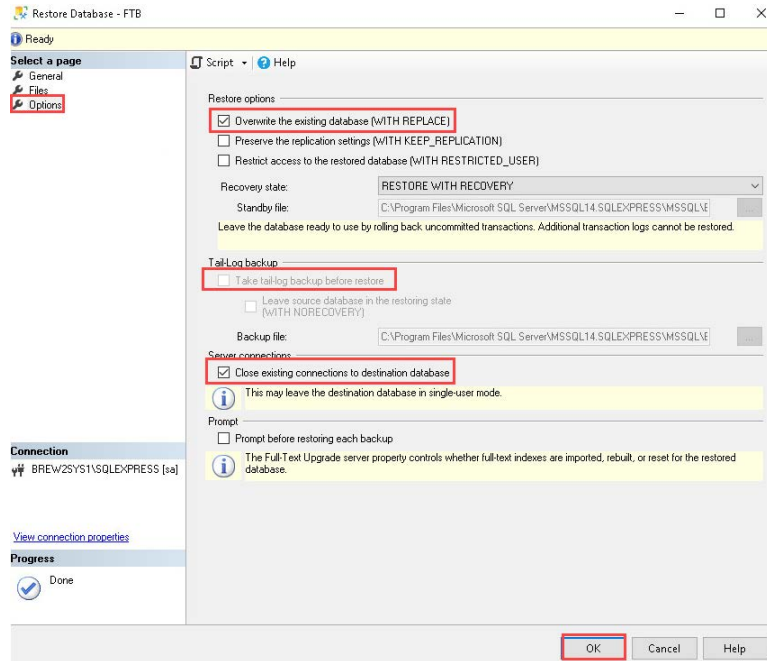 Restore Database - FTB
Ready
Select a page
General
Files
Options
Script
Help
Restore options
Overwrite the existing database (WITH REPLACE)
Preserve the replication settings (WITH KEEP_REPLICATION)
Restrict access to the restored database (WITH RESTRICTED_USER)
Recovery state: RESTORE WITH RECOVERY
Standby file: C:\Program Files\Microsoft SQL Server\MSSQL14.SQLEXPRESS\MSSQL\E ...
Leave the database ready to use by rolling back uncommitted transactions. Additional transaction logs cannot be restored.
Tail-Log backup
Take tail-log backup before restore
Leave source database in the restoring state
(WITH NORECOVERY)
Backup file: C:\Program Files\Microsoft SQL Server\MSSQL14.SQLEXPRESS\MSSQL\E ...
Server connections
Close existing connections to destination database
This may leave the destination database in single-user mode.
Prompt
Prompt before restoring each backup
The Full-Text Upgrade server property controls whether full-text indexes are imported, rebuilt, or reset for the restored
database.
Connection
BREW2SYS1\SQLEXPRESS [sa]
View connection properties
Progress
Done
OK
Cancel
Help